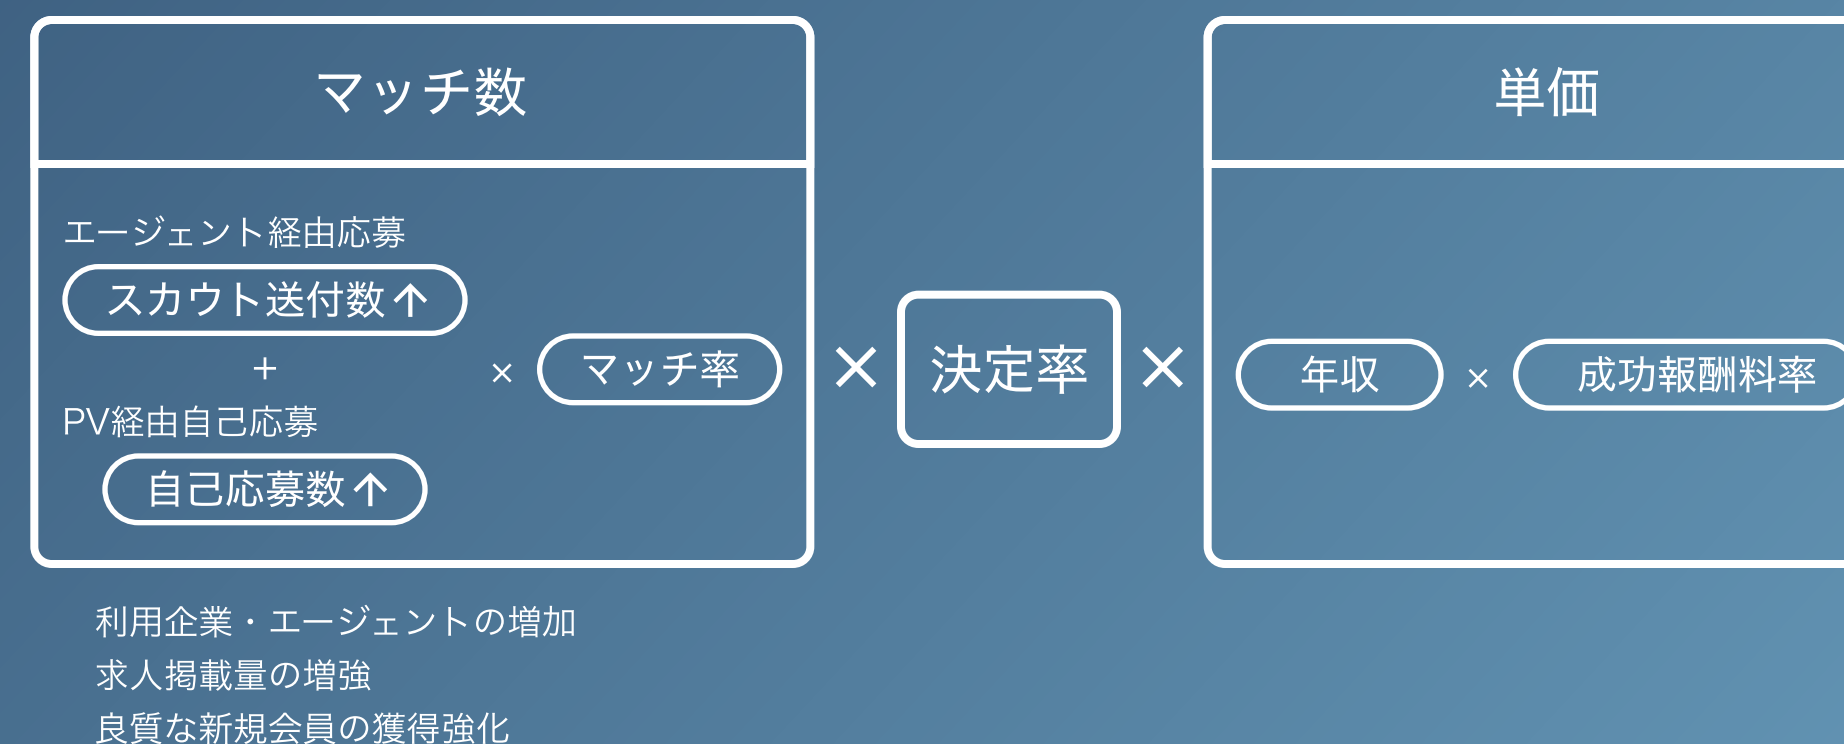 マッチ数
エージェント経由応募
スカウト送付数↑
+
PV経由自己応募
自己応募数↑
×
マッチ率
×
決定率
×
単価
年収
×
成功報酬料率
利用企業・エージェントの増加
求人掲載量の増強
良質な新規会員の獲得強化